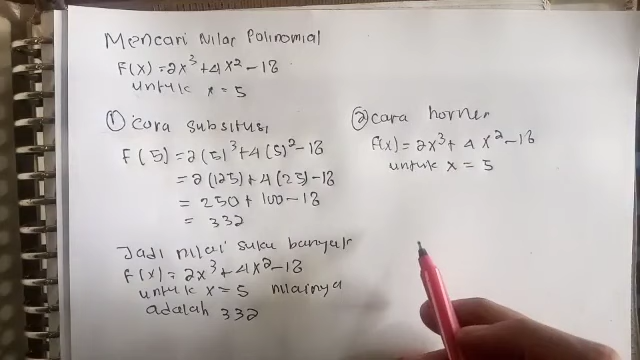 Mencari Nilai Polinomial
F(x) = 2x³ + 4x² - 18
untuk x = 5
① cara subsitusi
F(5) = 2(5)³ + 4(5)² - 18
= 2(125) + 4(25) - 18
= 250 + 100 - 18
= 332
Jadi nilai suku banyak
F(x) = 2x³ + 4x² - 18
untuk x = 5 nilainya
adalah 332
② cara horner
f(x) = 2x³ + 4x² - 18
untuk x = 5